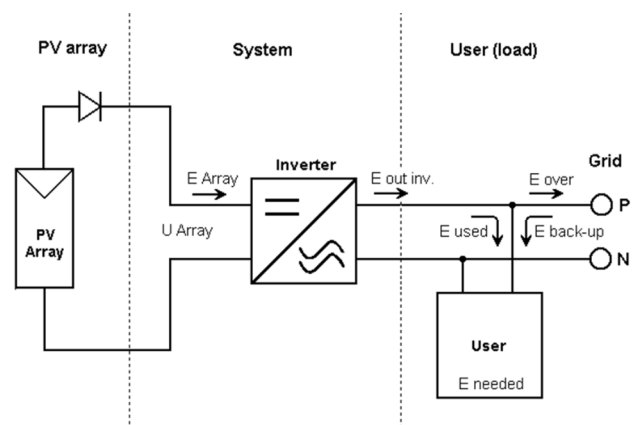 PV array
System
User (load)
Inverter
Grid
E Array
E out inv.
E over
P
PV
Array
U Array
E used
E back-up
N
User
E needed